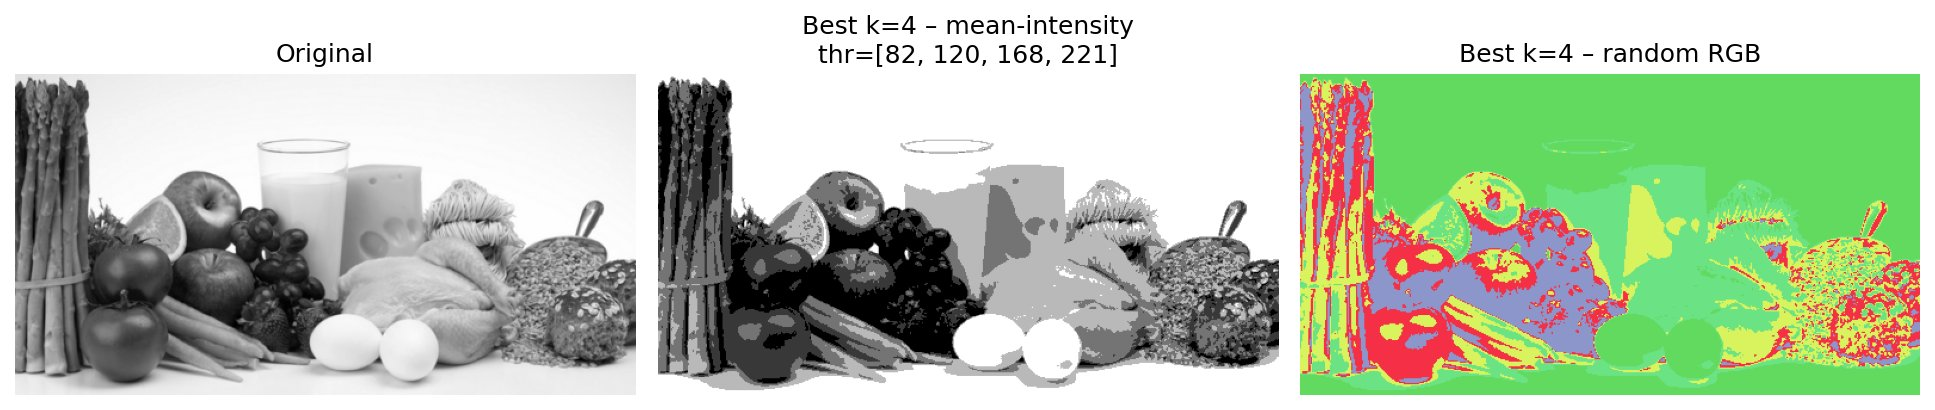 Original
Best k=4 – mean-intensity
thr=[82, 120, 168, 221]
Best k=4 – random RGB